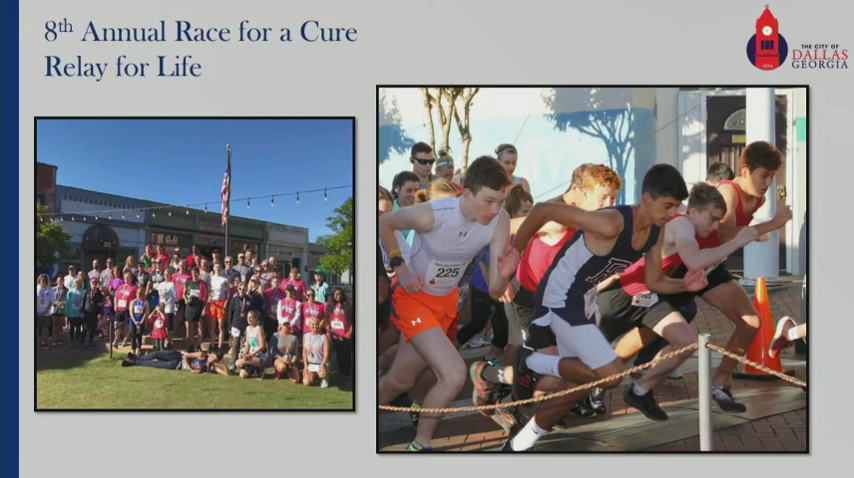 8th Annual Race for a Cure
Relay for Life
THE CITY OF
DALLAS
GEORGIA
225